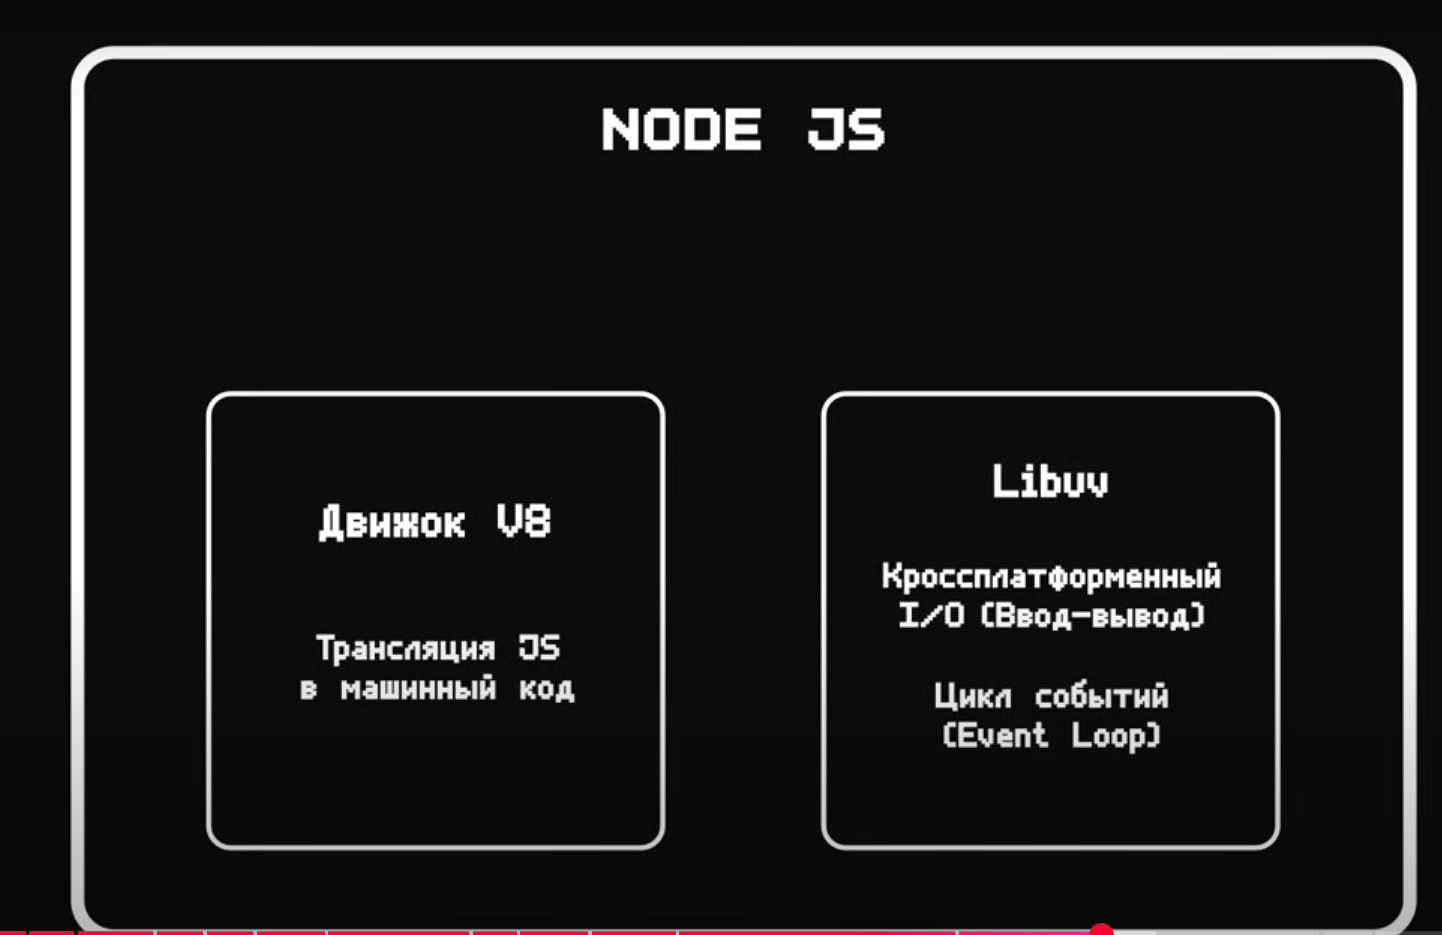 NODE JS
Движок V8
Трансляция JS
в машинный код
Libuv
Кроссплатформенный
I/O (Ввод-вывод)
Цикл событий
(Event Loop)